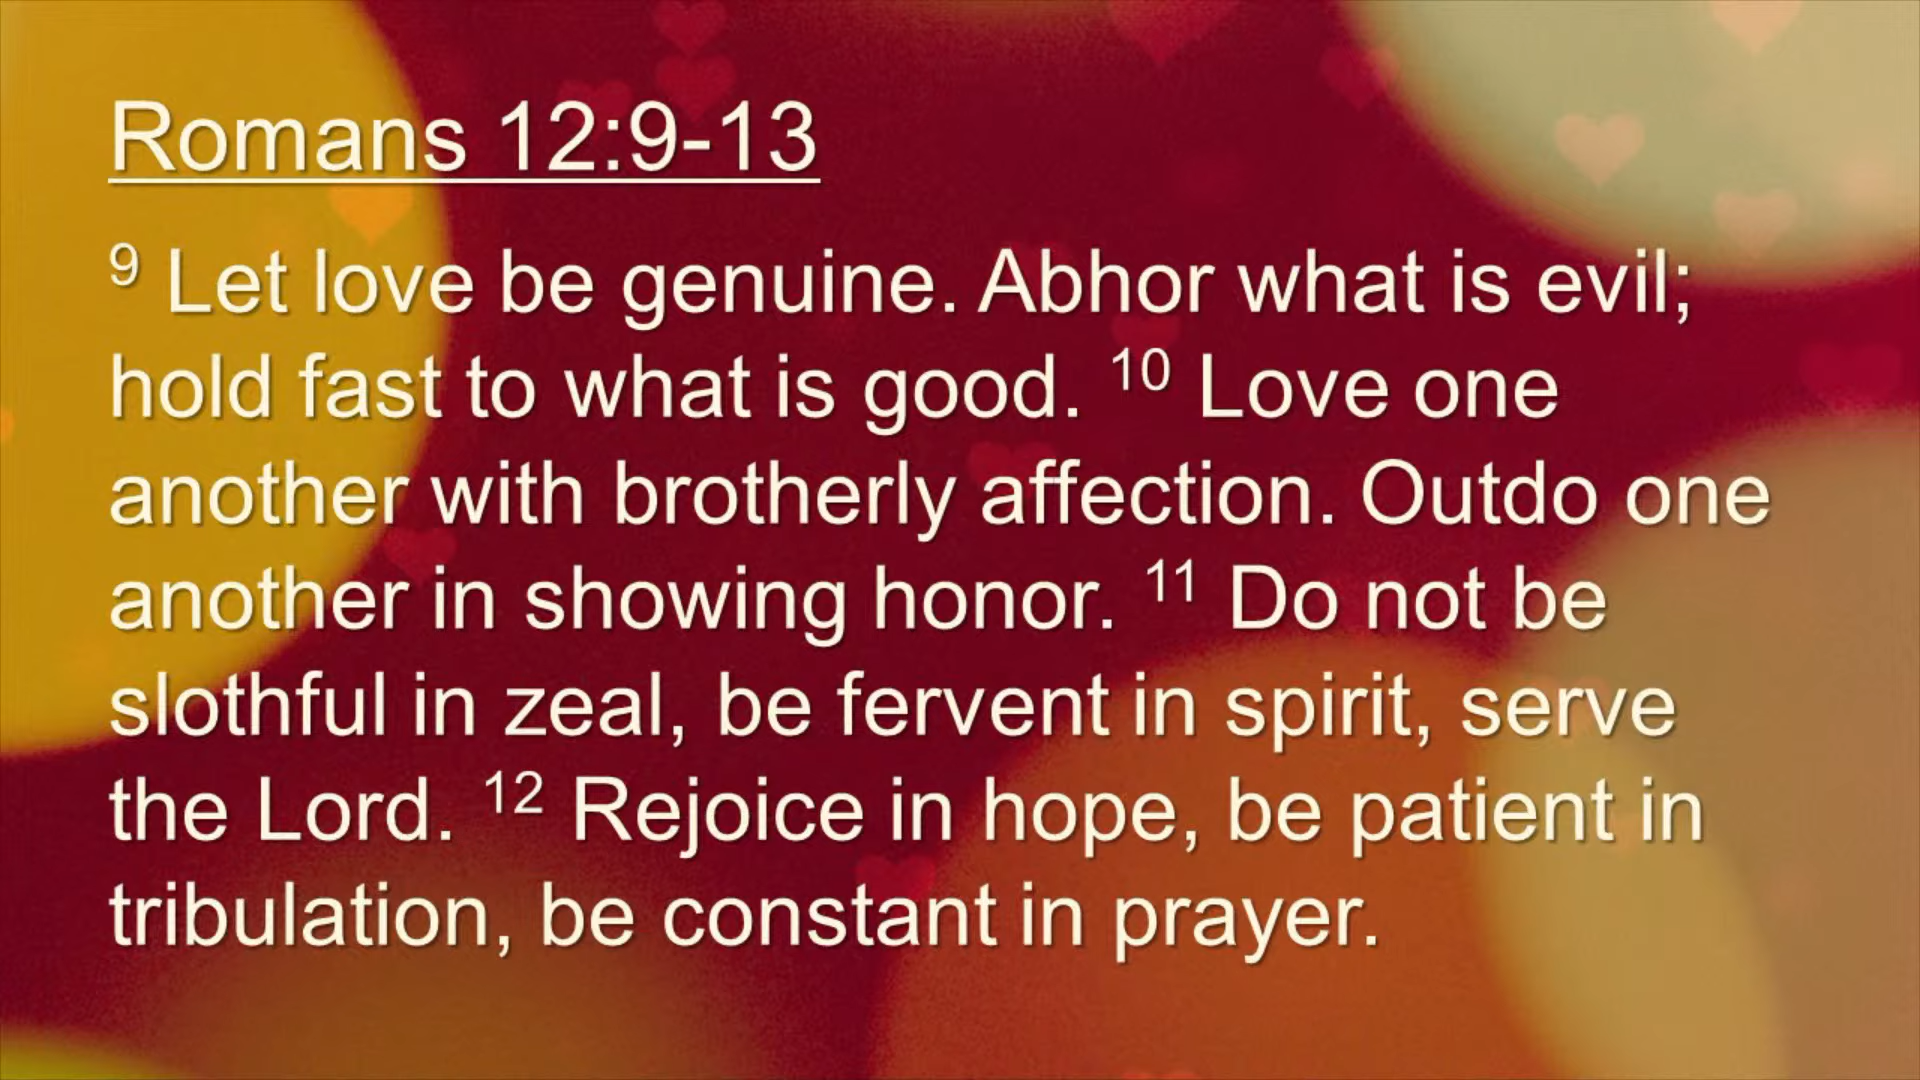 Romans 12:9-13
9 Let love be genuine. Abhor what is evil;
hold fast to what is good. 10 Love one
another with brotherly affection. Outdo one
another in showing honor. 11 Do not be
slothful in zeal, be fervent in spirit, serve
the Lord. 12 Rejoice in hope, be patient in
tribulation, be constant in prayer.